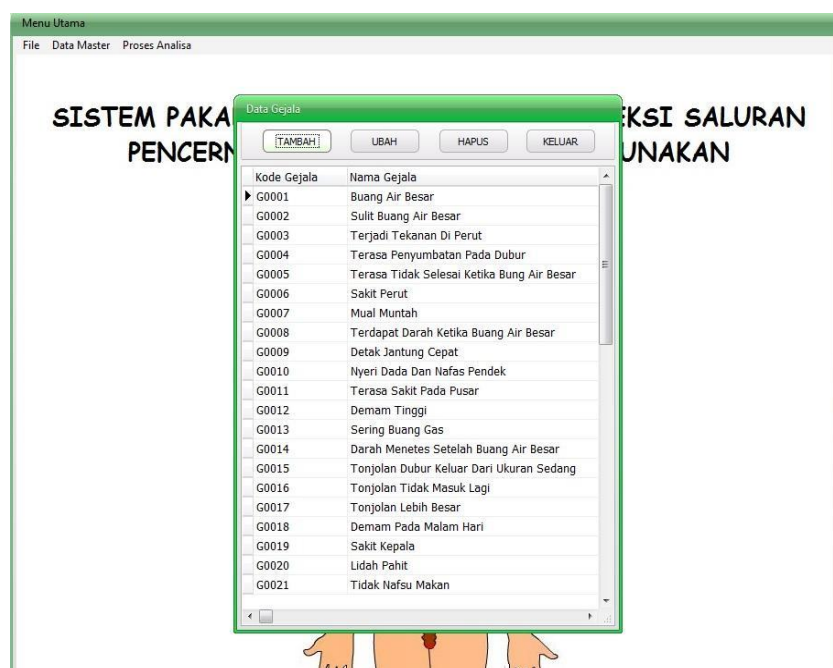 Menu Utama
File Data Master Proses Analisa
SISTEM PAKA EKSI SALURAN
PENCERN UNAKAN
Data Gejala
TAMBAH UBAH HAPUS KELUAR
Kode Gejala Nama Gejala
G0001 Buang Air Besar
G0002 Sulit Buang Air Besar
G0003 Terjadi Tekanan Di Perut
G0004 Terasa Penyumbatan Pada Dubur
G0005 Terasa Tidak Selesai Ketika Bung Air Besar
G0006 Sakit Perut
G0007 Mual Muntah
G0008 Terdapat Darah Ketika Buang Air Besar
G0009 Detak Jantung Cepat
G0010 Nyeri Dada Dan Nafas Pendek
G0011 Terasa Sakit Pada Pusar
G0012 Demam Tinggi
G0013 Sering Buang Gas
G0014 Darah Menetes Setelah Buang Air Besar
G0015 Tonjolan Dubur Keluar Dari Ukuran Sedang
G0016 Tonjolan Tidak Masuk Lagi
G0017 Tonjolan Lebih Besar
G0018 Demam Pada Malam Hari
G0019 Sakit Kepala
G0020 Lidah Pahit
G0021 Tidak Nafsu Makan